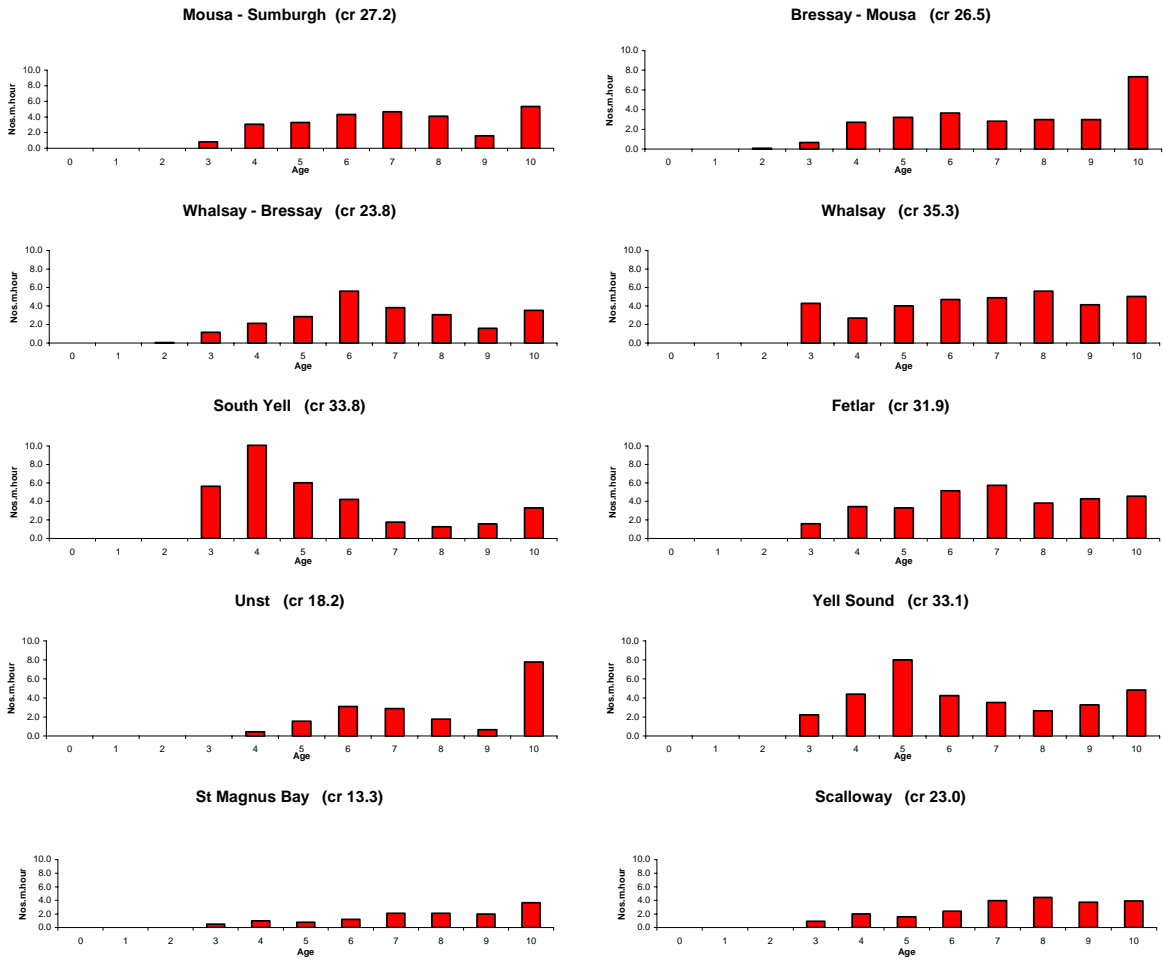 Mousa - Sumburgh (cr 27.2)
Nos.m.hour
10.0
8.0
6.0
4.0
2.0
0.0
0 1 2 3 4 5 6 7 8 9 10
Age
Bressay - Mousa (cr 26.5)
Nos.m.hour
10.0
8.0
6.0
4.0
2.0
0.0
0 1 2 3 4 5 6 7 8 9 10
Age
Whalsay - Bressay (cr 23.8)
Nos.m.hour
10.0
8.0
6.0
4.0
2.0
0.0
0 1 2 3 4 5 6 7 8 9 10
Age
Whalsay (cr 35.3)
Nos.m.hour
10.0
8.0
6.0
4.0
2.0
0.0
0 1 2 3 4 5 6 7 8 9 10
Age
South Yell (cr 33.8)
Nos.m.hour
10.0
8.0
6.0
4.0
2.0
0.0
0 1 2 3 4 5 6 7 8 9 10
Age
Fetlar (cr 31.9)
Nos.m.hour
10.0
8.0
6.0
4.0
2.0
0.0
0 1 2 3 4 5 6 7 8 9 10
Age
Unst (cr 18.2)
Nos.m.hour
10.0
8.0
6.0
4.0
2.0
0.0
0 1 2 3 4 5 6 7 8 9 10
Age
Yell Sound (cr 33.1)
Nos.m.hour
10.0
8.0
6.0
4.0
2.0
0.0
0 1 2 3 4 5 6 7 8 9 10
Age
St Magnus Bay (cr 13.3)
Nos.m.hour
10.0
8.0
6.0
4.0
2.0
0.0
0 1 2 3 4 5 6 7 8 9 10
Age
Scalloway (cr 23.0)
Nos.m.hour
10.0
8.0
6.0
4.0
2.0
0.0
0 1 2 3 4 5 6 7 8 9 10
Age